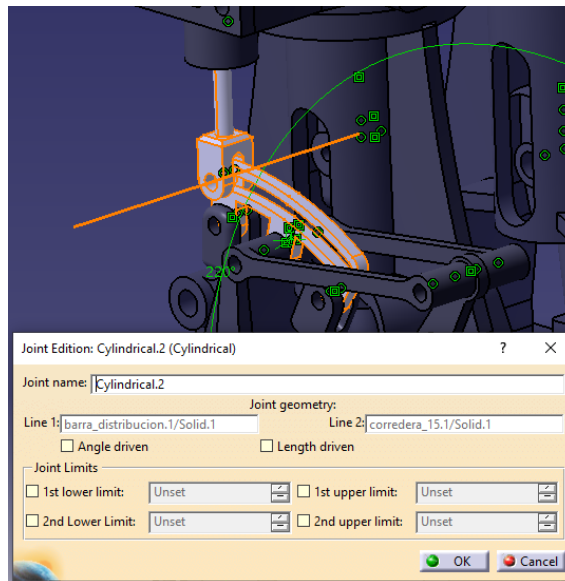 220°
Joint Edition: Cylindrical.2 (Cylindrical) ? X
Joint name: Cylindrical.2
Joint geometry:
Line 1: barra_distribucion.1/Solid.1 Line 2: corredera_15.1/Solid.1
Angle driven Length driven
Joint Limits
1st lower limit: Unset 1st upper limit: Unset
2nd Lower Limit: Unset 2nd upper limit: Unset
OK Cancel